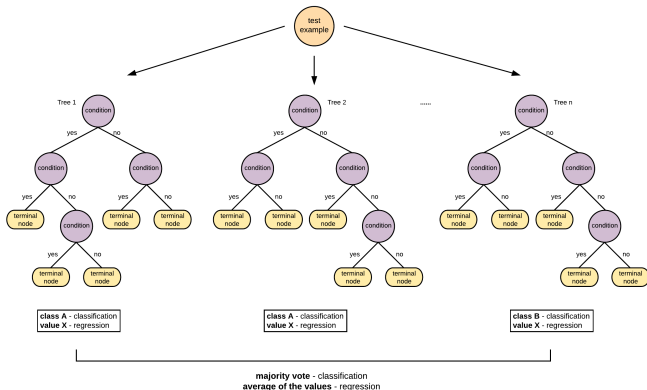 test
example
Tree 1
Tree 2
......
Tree n
condition
condition
condition
yes
no
yes
no
yes
no
condition
condition
condition
condition
condition
condition
yes
no
yes
no
yes
no
yes
no
yes
no
yes
no
terminal
node
terminal
node
terminal
node
terminal
node
terminal
node
terminal
node
terminal
node
terminal
node
terminal
node
condition
condition
condition
yes
no
yes
no
yes
no
terminal
node
terminal
node
terminal
node
terminal
node
terminal
node
terminal
node
class A - classification
value X - regression
class A - classification
value X - regression
class B - classification
value X - regression
majority vote - classification
average of the values - regression